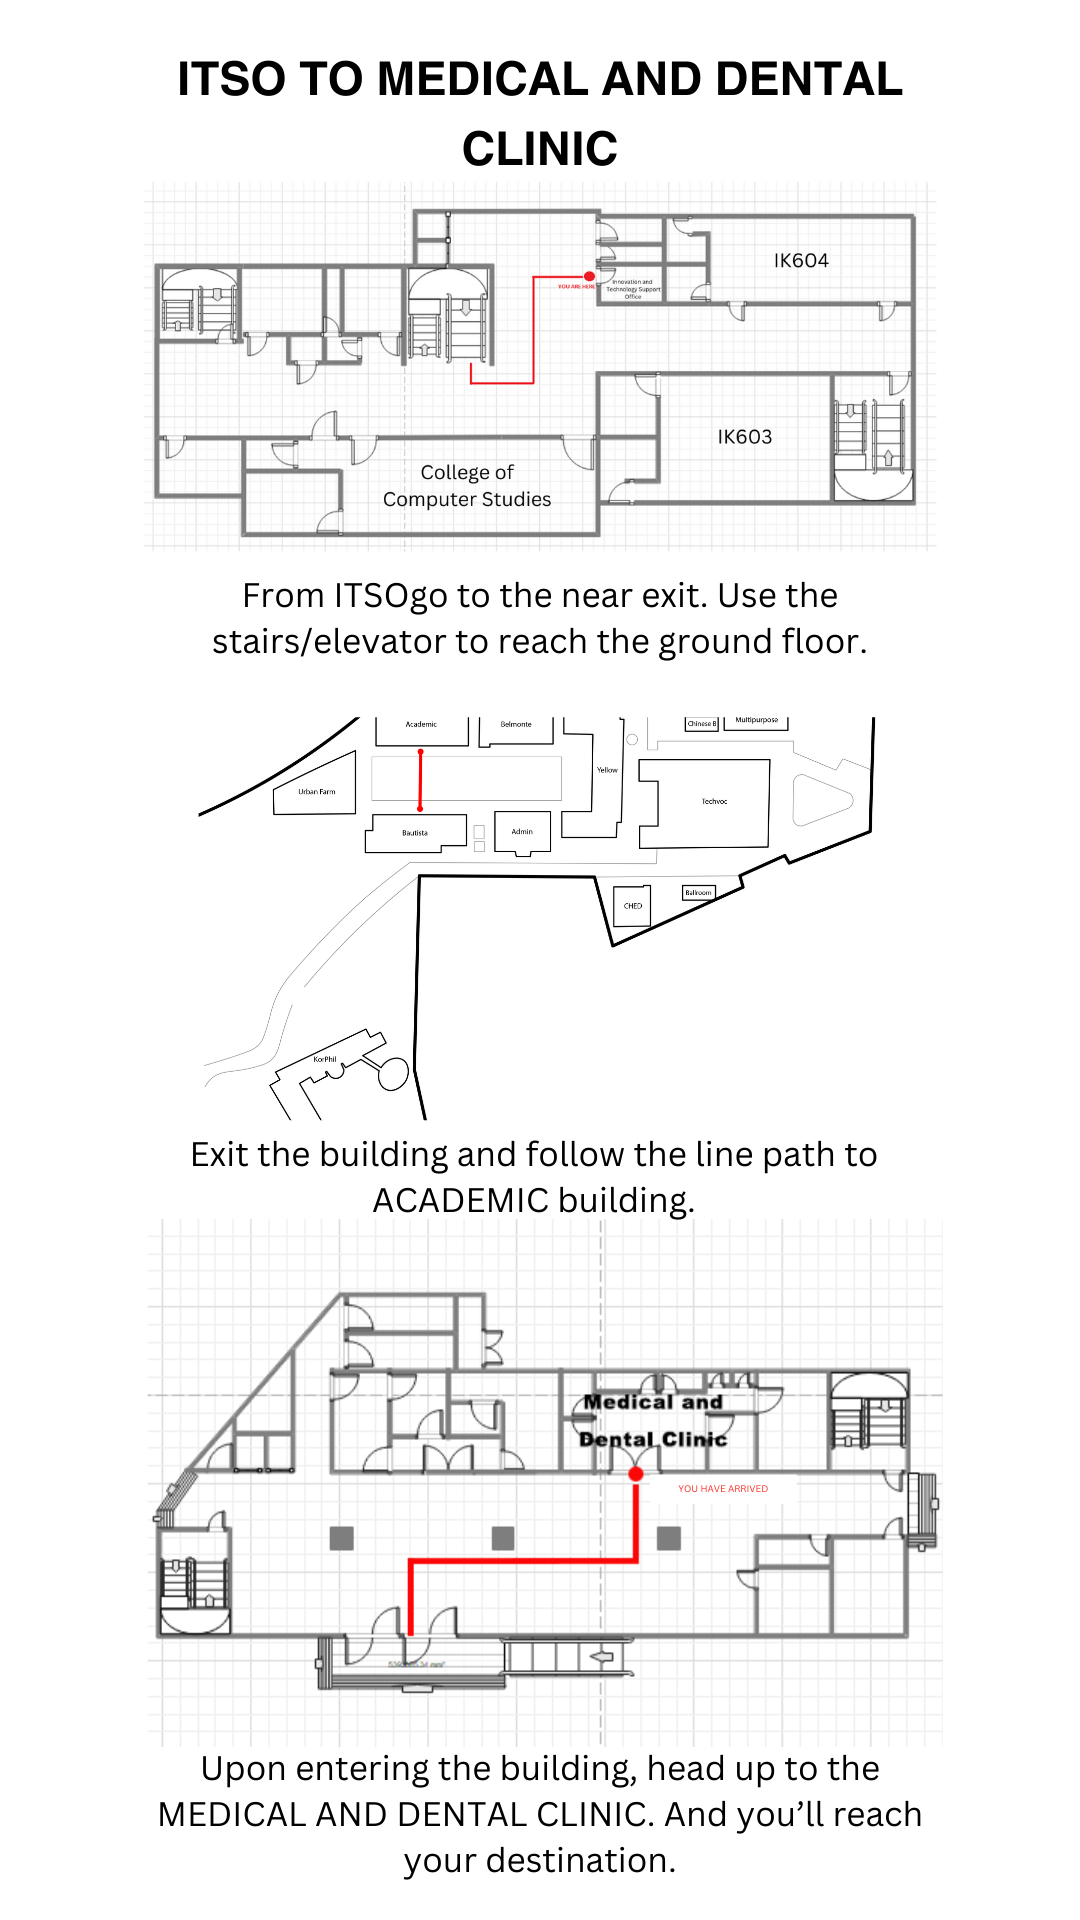 ITSO TO MEDICAL AND DENTAL
CLINIC
IK604
YOU ARE HERE
Innovation and
Technology Support
Office
IK603
College of
Computer Studies
From ITSOgo to the near exit. Use the
stairs/elevator to reach the ground floor.
Academic
Belmonte
Chinese B
Multipurpose
Urban Farm
Yellow
Techvoc
Bautista
Admin
CHED
Ballroom
KorPhil
Exit the building and follow the line path to
ACADEMIC building.
Medical and
Dental Clinic
YOU HAVE ARRIVED
Upon entering the building, head up to the
MEDICAL AND DENTAL CLINIC. And you’ll reach
your destination.